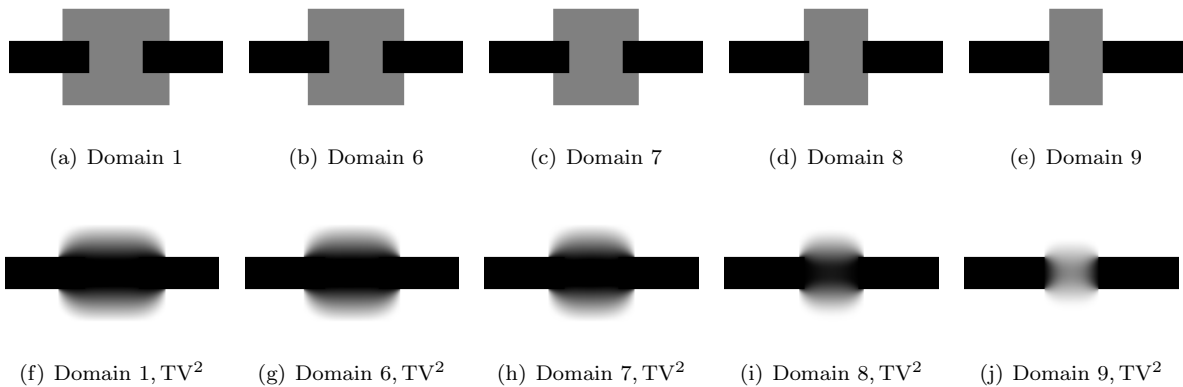 (a) Domain 1 (b) Domain 6 (c) Domain 7 (d) Domain 8 (e) Domain 9
(f) Domain 1, TV² (g) Domain 6, TV² (h) Domain 7, TV² (i) Domain 8, TV² (j) Domain 9, TV²